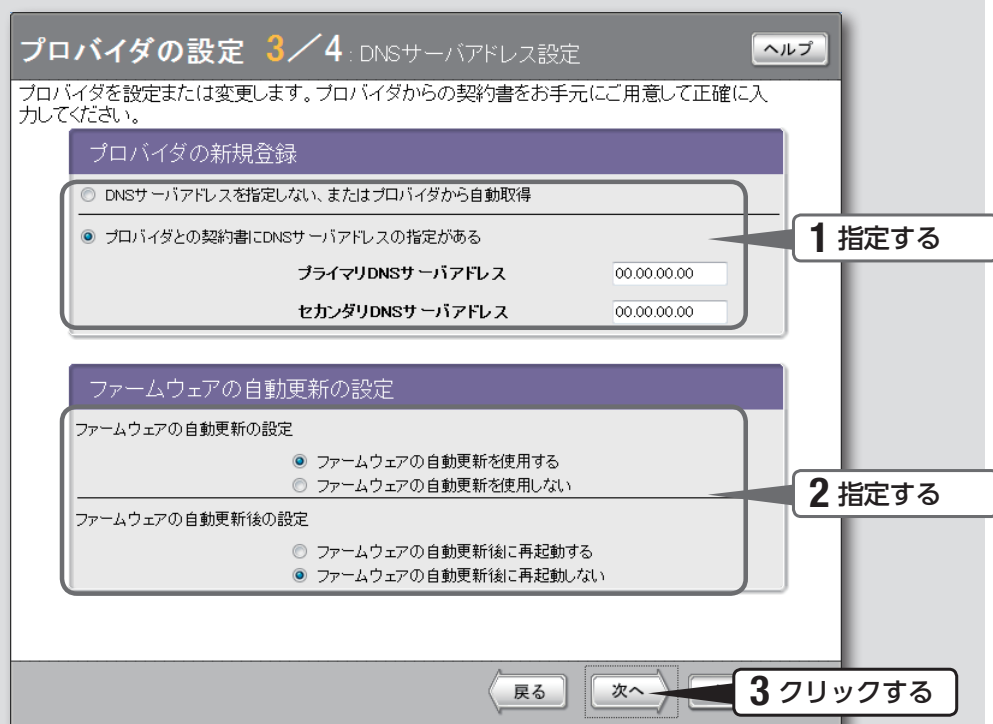 プロバイダの設定 3／4 : DNSサーバアドレス設定
ヘルプ
プロバイダを設定または変更します。プロバイダからの契約書をお手元にご用意して正確に入
力してください。
プロバイダの新規登録
DNSサーバアドレスを指定しない、またはプロバイダから自動取得
プロバイダとの契約書にDNSサーバアドレスの指定がある
プライマリDNSサーバアドレス 00.00.00.00
セカンダリDNSサーバアドレス 00.00.00.00
1 指定する
ファームウェアの自動更新の設定
ファームウェアの自動更新の設定
ファームウェアの自動更新を使用する
ファームウェアの自動更新を使用しない
2 指定する
ファームウェアの自動更新後の設定
ファームウェアの自動更新後に再起動する
ファームウェアの自動更新後に再起動しない
戻る
次へ
3 クリックする